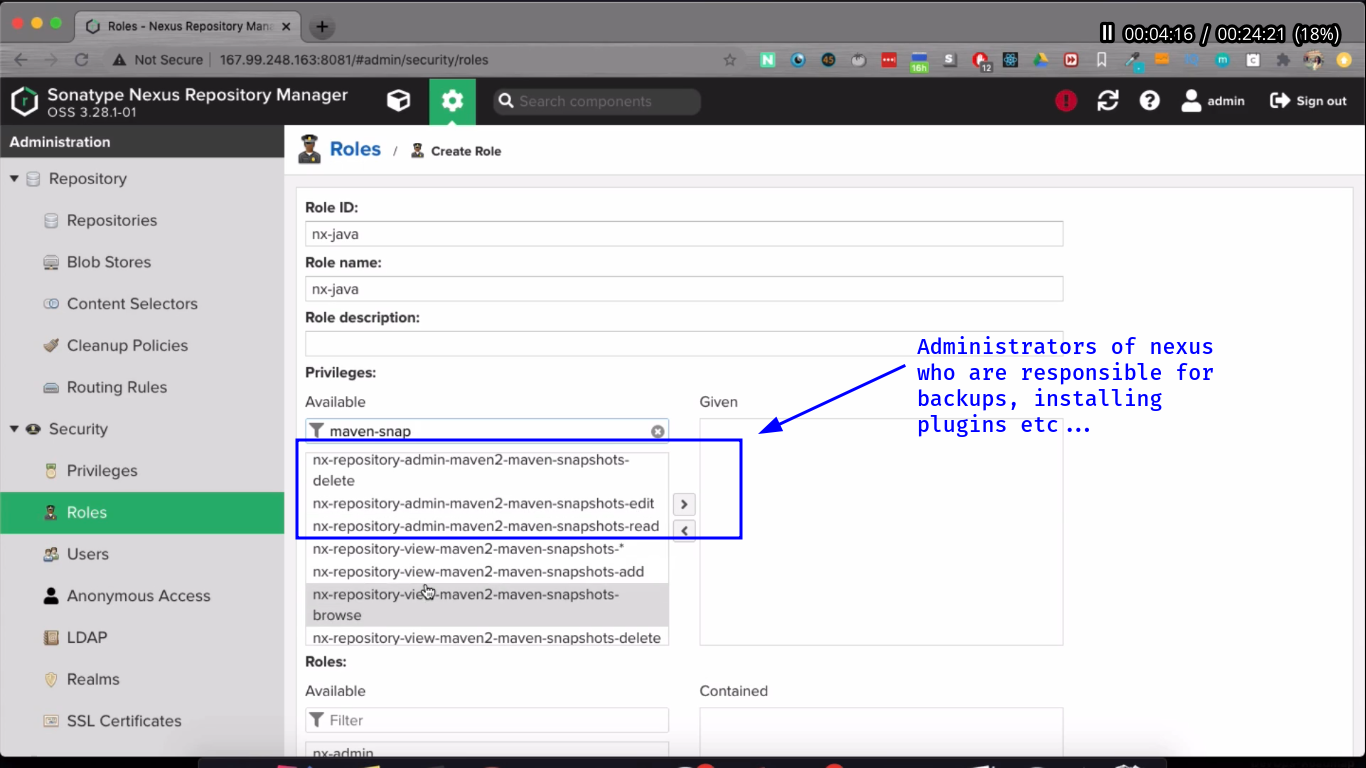 Roles - Nexus Repository Man
00:04:16 / 00:24:21 (18%)
Not Secure
167.99.248.163:8081/#admin/security/roles
Sonatype Nexus Repository Manager
OSS 3.28.1-01
Search components
admin
Sign out
Administration
Repository
Repositories
Blob Stores
Content Selectors
Cleanup Policies
Routing Rules
Security
Privileges
Roles
Users
Anonymous Access
LDAP
Realms
SSL Certificates
Roles / Create Role
Role ID:
nx-java
Role name:
nx-java
Role description:
Privileges:
Available
Given
maven-snap
nx-repository-admin-maven2-maven-snapshots-
delete
nx-repository-admin-maven2-maven-snapshots-edit
nx-repository-admin-maven2-maven-snapshots-read
nx-repository-view-maven2-maven-snapshots-*
nx-repository-view-maven2-maven-snapshots-add
nx-repository-view-maven2-maven-snapshots-
browse
nx-repository-view-maven2-maven-snapshots-delete
Administrators of nexus
who are responsible for
backups, installing
plugins etc...
Roles:
Available
Contained
Filter
nx-admin